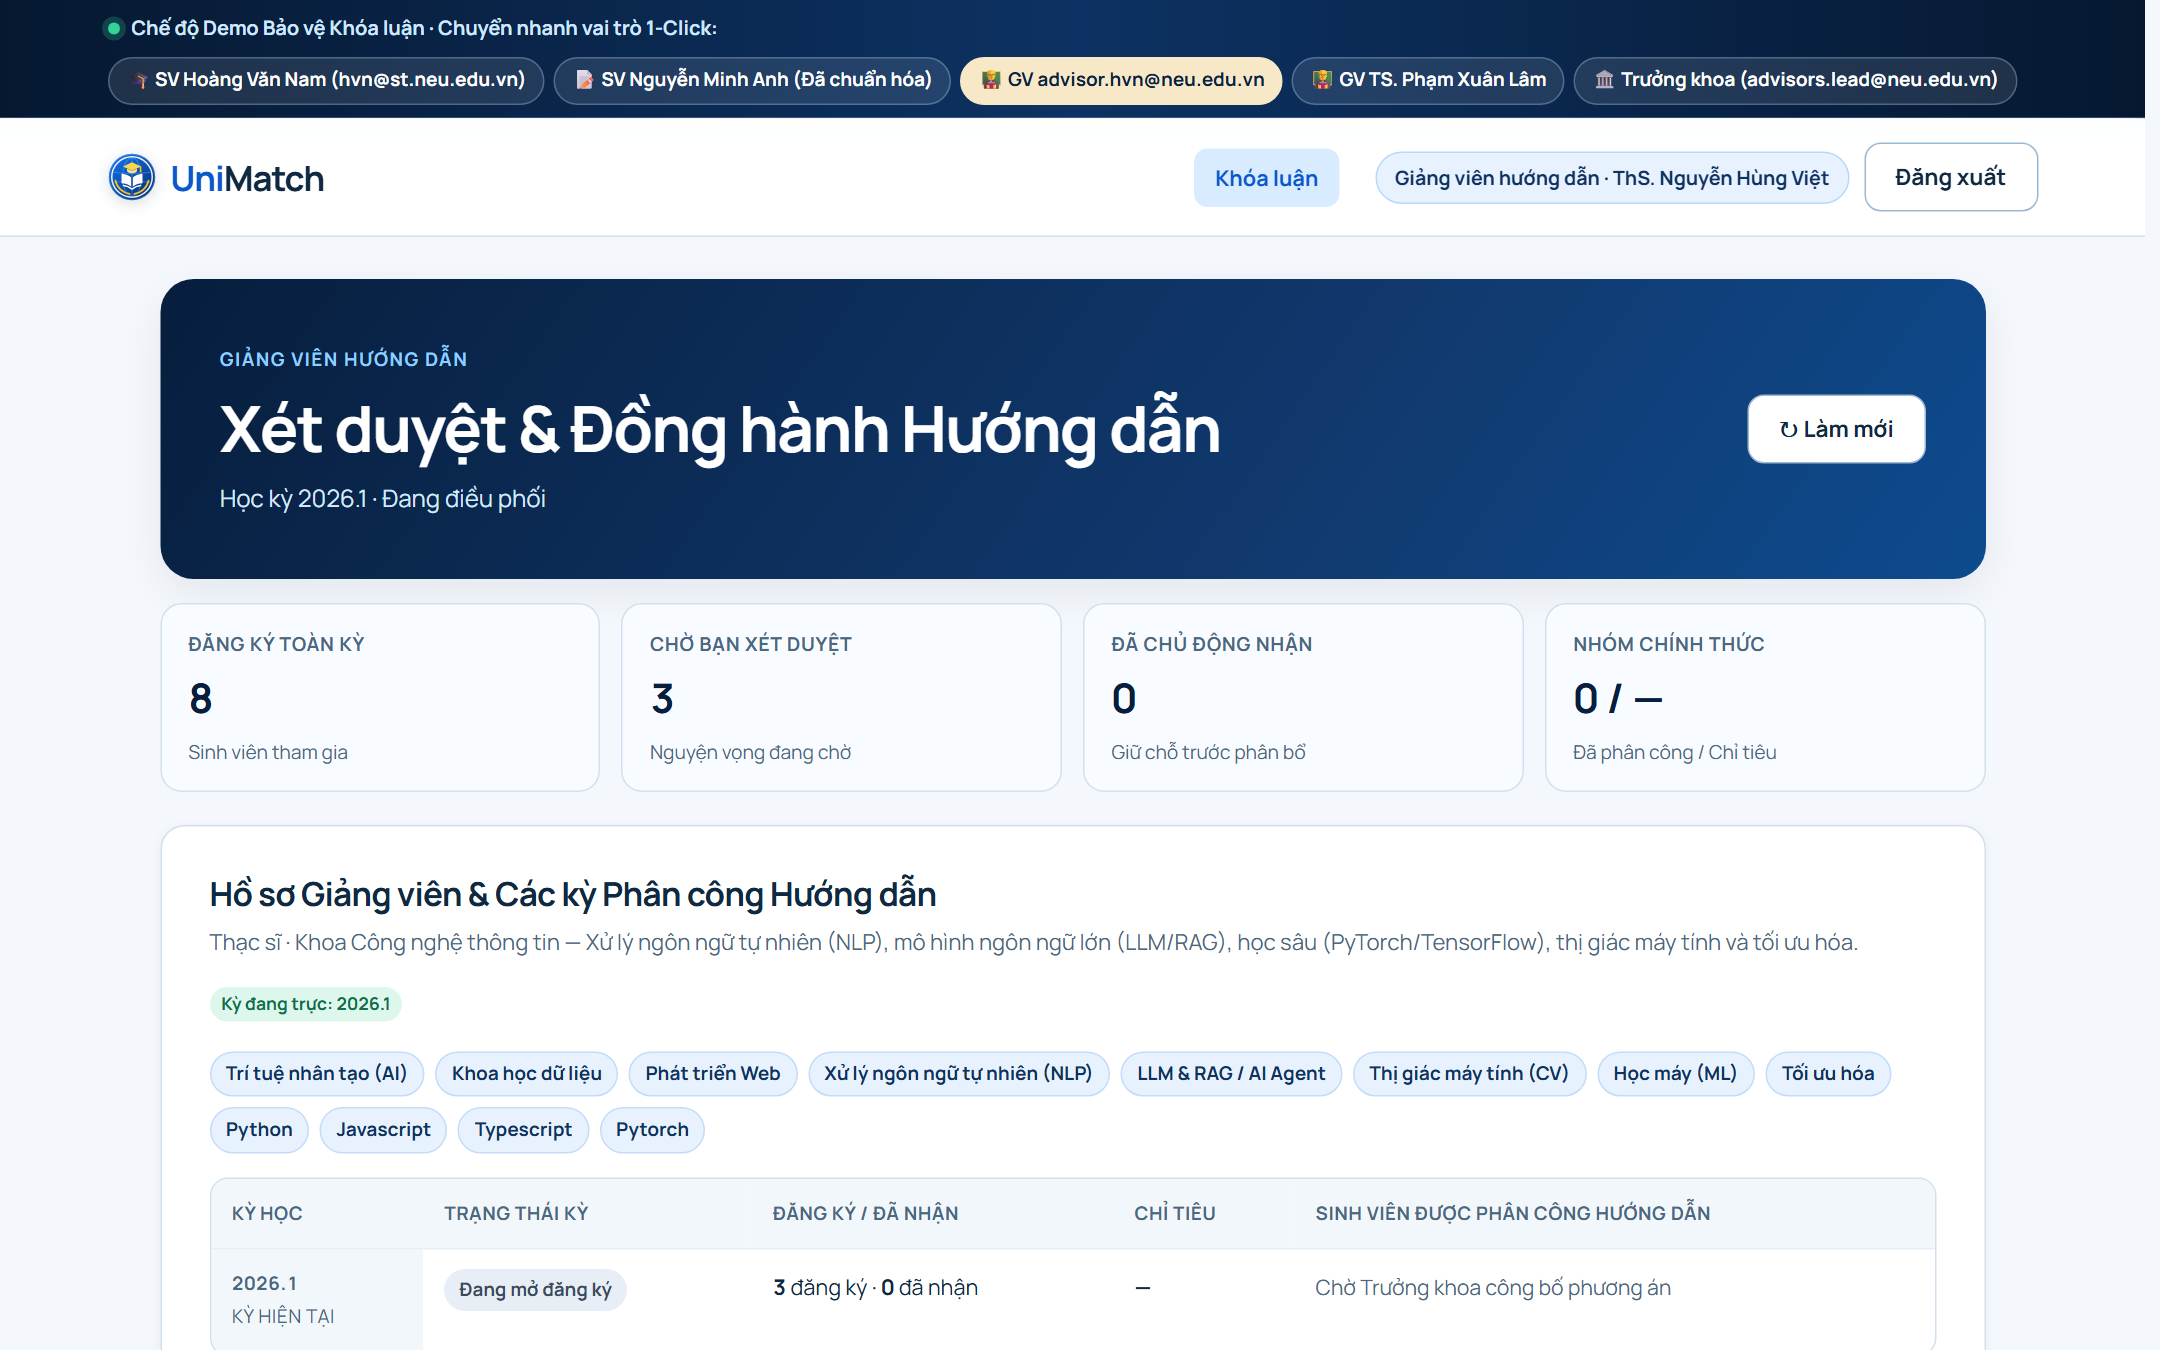 Chế độ Demo Bảo vệ Khóa luận · Chuyển nhanh vai trò 1-Click:
SV Hoàng Văn Nam (hvn@st.neu.edu.vn)
SV Nguyễn Minh Anh (Đã chuẩn hóa)
GV advisor.hvn@neu.edu.vn
GV TS. Phạm Xuân Lâm
Trưởng khoa (advisors.lead@neu.edu.vn)
UniMatch
Khóa luận
Giảng viên hướng dẫn · ThS. Nguyễn Hùng Việt
Đăng xuất
GIẢNG VIÊN HƯỚNG DẪN
Xét duyệt & Đồng hành Hướng dẫn
Học kỳ 2026.1 · Đang điều phối
↻ Làm mới
ĐĂNG KÝ TOÀN KỲ
8
Sinh viên tham gia
CHỜ BẠN XÉT DUYỆT
3
Nguyện vọng đang chờ
ĐÃ CHỦ ĐỘNG NHẬN
0
Giữ chỗ trước phân bổ
NHÓM CHÍNH THỨC
0 / —
Đã phân công / Chỉ tiêu
Hồ sơ Giảng viên & Các kỳ Phân công Hướng dẫn
Thạc sĩ · Khoa Công nghệ thông tin — Xử lý ngôn ngữ tự nhiên (NLP), mô hình ngôn ngữ lớn (LLM/RAG), học sâu (PyTorch/TensorFlow), thị giác máy tính và tối ưu hóa.
Kỳ đang trực: 2026.1
Trí tuệ nhân tạo (AI)
Khoa học dữ liệu
Phát triển Web
Xử lý ngôn ngữ tự nhiên (NLP)
LLM & RAG / AI Agent
Thị giác máy tính (CV)
Học máy (ML)
Tối ưu hóa
Python
Javascript
Typescript
Pytorch
KỲ HỌC
TRẠNG THÁI KỲ
ĐĂNG KÝ / ĐÃ NHẬN
CHỈ TIÊU
SINH VIÊN ĐƯỢC PHÂN CÔNG HƯỚNG DẪN
2026.1
KỲ HIỆN TẠI
Đang mở đăng ký
3 đăng ký · 0 đã nhận
—
Chờ Trưởng khoa công bố phương án